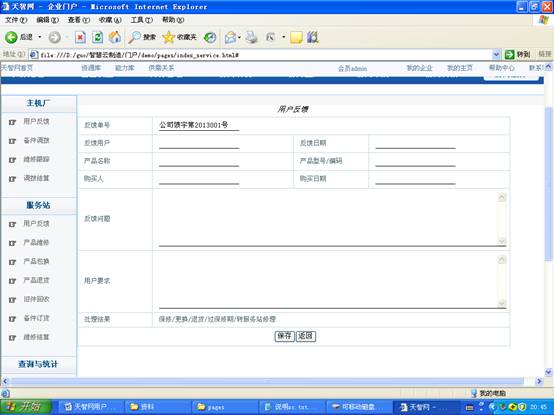 天智网 - 企业门户 - Microsoft Internet Explorer
文件(F) 编辑(E) 查看(V) 收藏(A) 工具(T) 帮助(H)
后退 搜索 收藏夹
地址(D) file:///D:/guo/智慧云制造/门户/demo/pages/index_service.html# 转到 链接
天智网首页 资源库 能力库 供需关系 会员admin 我的企业 我的主页 帮助中心
主机厂
用户反馈
备件调拨
维修跟踪
调拨结算
服务站
用户反馈
产品维修
产品包换
产品退货
旧件回收
备件订货
维修结算
查询与统计
用户反馈
反馈单号 公司馈字第2013001号
反馈用户 反馈日期
产品名称 产品型号/编码
购买人 购买日期
反馈问题
用户要求
处理结果 保修/更换/退货/过保修期/转服务站修理
保存 返回
我的电脑
开始 天智网用户... 资料 pages 说明sc.txt... 可移动磁盘... 天智网 - ... 20:45